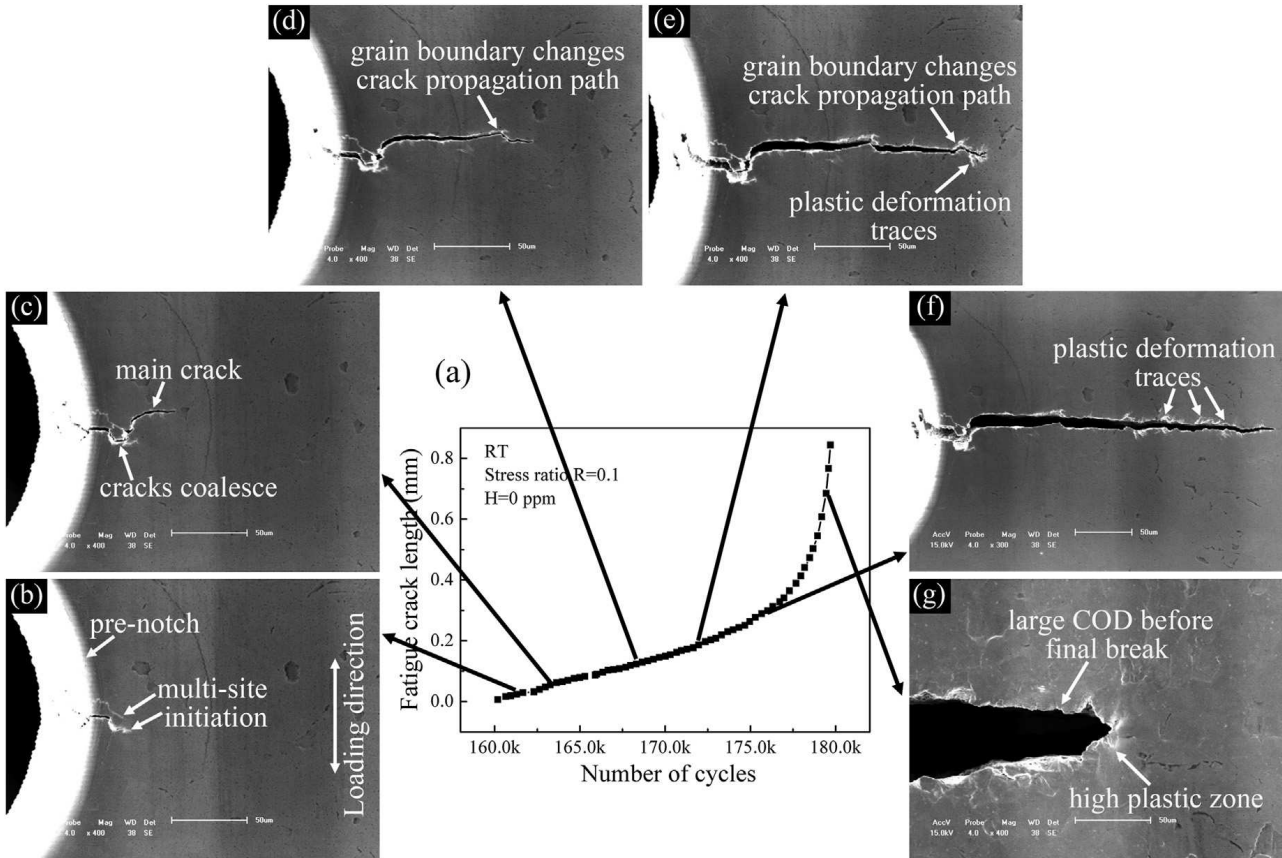 (d)
grain boundary changes
crack propagation path
Probe Mag WD Det
4.0 x400 38 SE
50um
(e)
grain boundary changes
crack propagation path
plastic deformation
traces
Probe Mag WD Det
4.0 x400 38 SE
50um
(c)
main crack
cracks coalesce
Probe Mag WD Det
4.0 x400 38 SE
50um
(b)
pre-notch
multi-site
initiation
Loading direction
Probe Mag WD Det
4.0 x400 38 SE
50um
(a)
RT
Stress ratio R=0.1
H=0 ppm
Fatigue crack length (mm)
0.8
0.6
0.4
0.2
0.0
160.0k 165.0k 170.0k 175.0k 180.0k
Number of cycles
(f)
plastic deformation
traces
AccV Probe Mag WD Det
15.0kV 4.0 x300 38 SE
50um
(g)
large COD before
final break
high plastic zone
AccV Probe Mag WD Det
15.0kV 4.0 x400 38 SE
50um